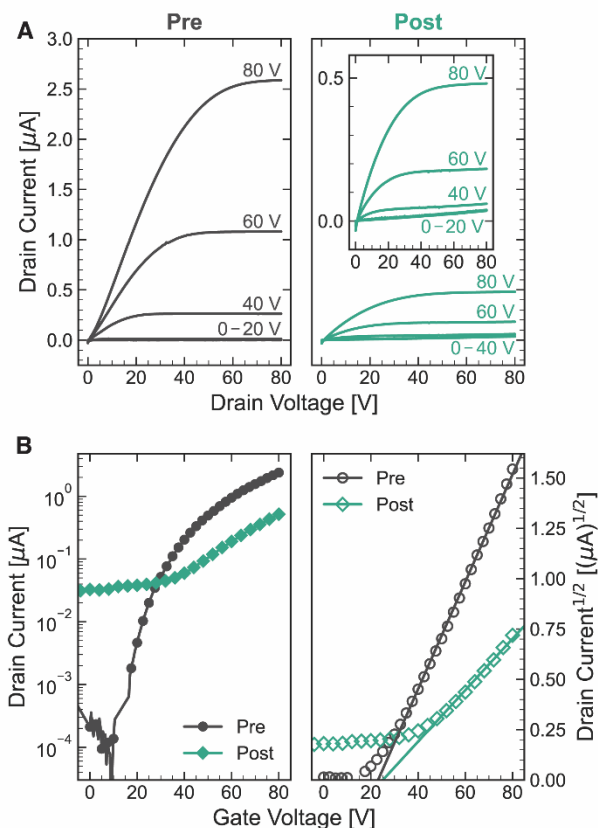 A
Pre
Post
3.0
2.5
2.0
1.5
1.0
0.5
0.0
Drain Current [μA]
80 V
60 V
40 V
0–20 V
0 20 40 60 80
0.5
0.0
80 V
60 V
40 V
0–20 V
0 20 40 60 80
80 V
60 V
0–40 V
0 20 40 60 80
Drain Voltage [V]
B
10^0
10^-1
10^-2
10^-3
10^-4
Drain Current [μA]
Pre
Post
0 20 40 60 80
Pre
Post
1.50
1.25
1.00
0.75
0.50
0.25
0.00
Drain Current^1/2 [(μA)^1/2]
0 20 40 60 80
Gate Voltage [V]